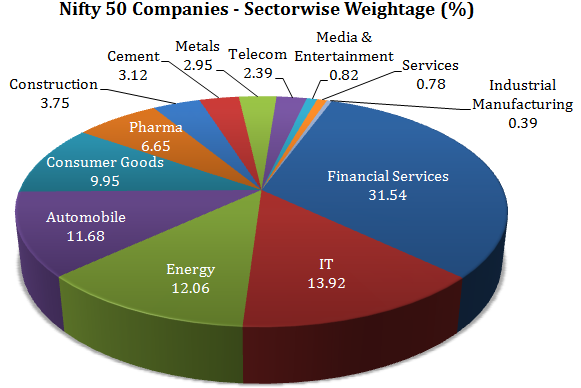 Nifty 50 Companies - Sectorwise Weightage (%)
Media &
Entertainment
0.82
Metals
2.95
Telecom
2.39
Cement
3.12
Services
0.78
Construction
3.75
Industrial
Manufacturing
0.39
Pharma
6.65
Consumer Goods
9.95
Financial Services
31.54
Automobile
11.68
Energy
12.06
IT
13.92